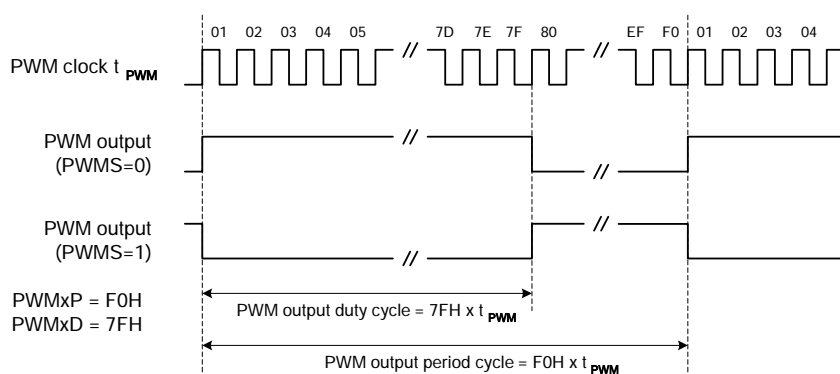 01 02 03 04 05 // 7D 7E 7F 80 // EF F0 01 02 03 04
PWM clock t PWM
PWM output
(PWMS=0)
// //
PWM output
(PWMS=1)
// //
PWMxP = F0H
PWMxD = 7FH
PWM output duty cycle = 7FH x t PWM
PWM output period cycle = F0H x t PWM